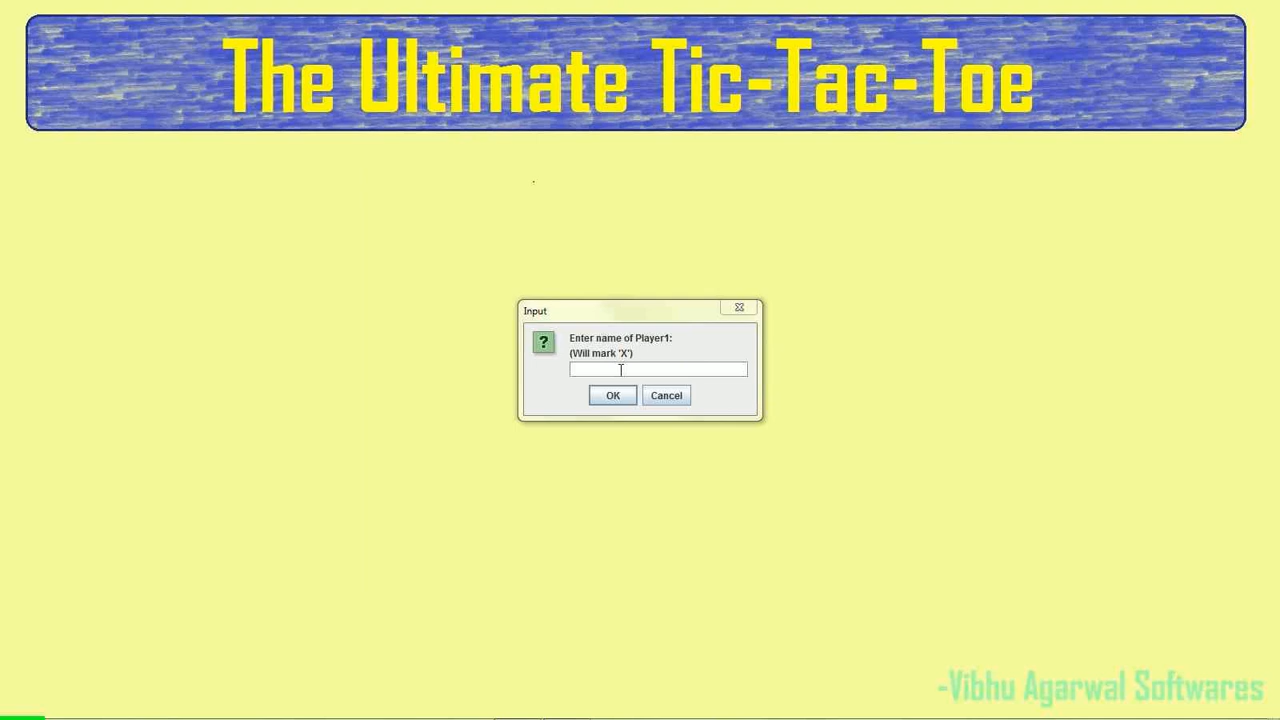 The Ultimate Tic-Tac-Toe
Input
?
Enter name of Player1:
(Will mark 'X')
OK
Cancel
-Vibhu Agarwal Softwares